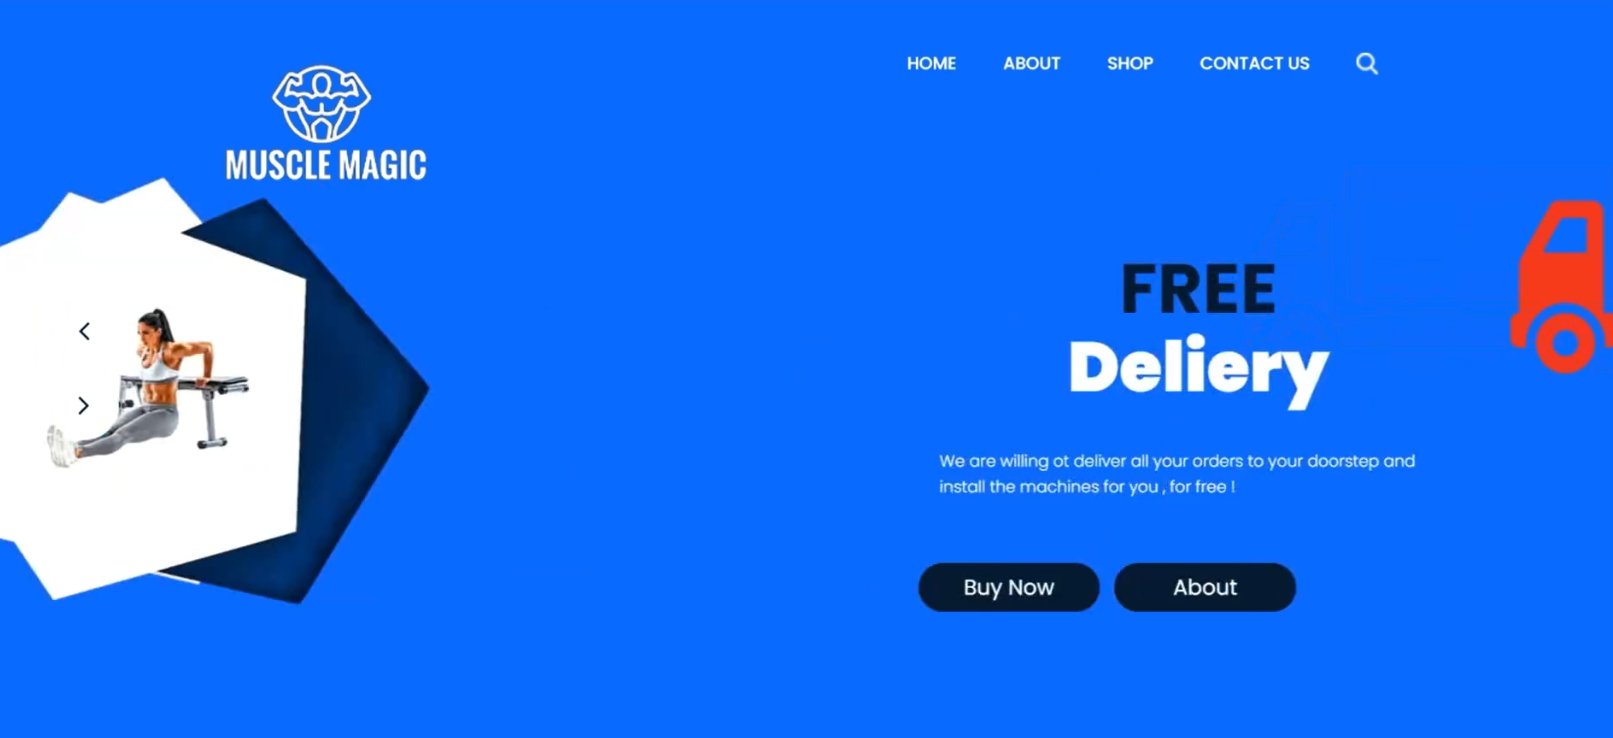 HOME ABOUT SHOP CONTACT US
MUSCLE MAGIC
FREE
Deliery
We are willing ot deliver all your orders to your doorstep and
install the machines for you , for free !
Buy Now About